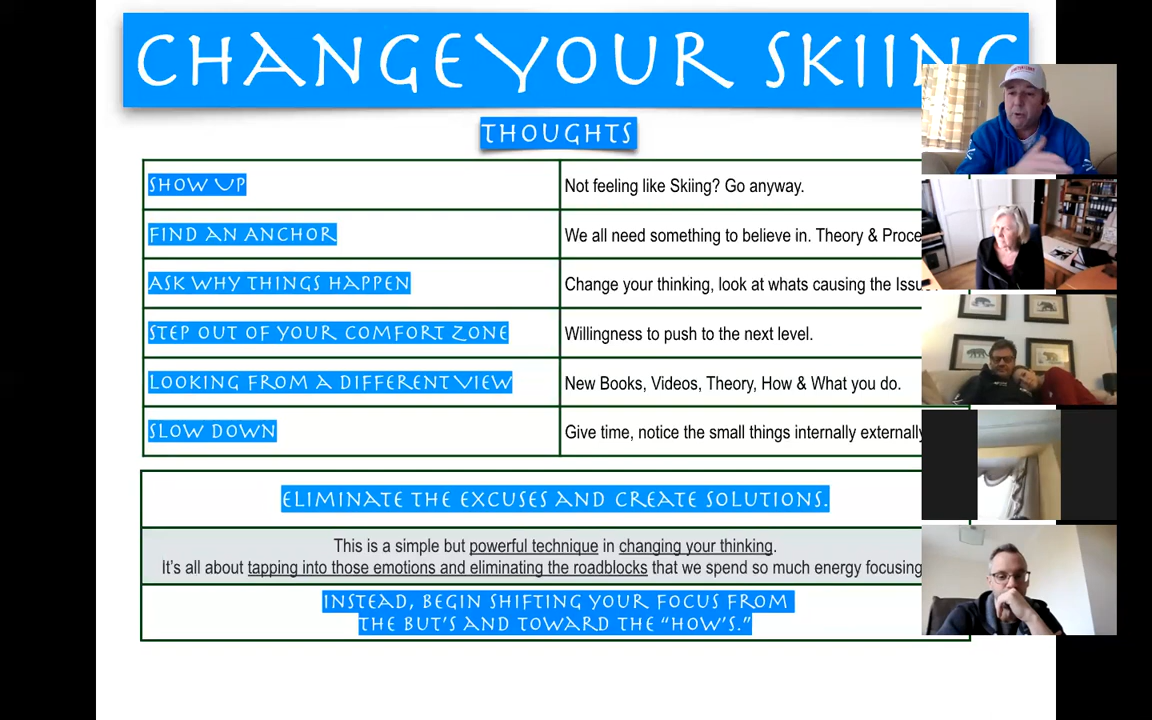 CHANGE YOUR SKIING
THOUGHTS
SHOW UP
Not feeling like Skiing? Go anyway.
FIND AN ANCHOR
We all need something to believe in. Theory & Proce
ASK WHY THINGS HAPPEN
Change your thinking, look at whats causing the Issu
STEP OUT OF YOUR COMFORT ZONE
Willingness to push to the next level.
LOOKING FROM A DIFFERENT VIEW
New Books, Videos, Theory, How & What you do.
SLOW DOWN
Give time, notice the small things internally externally
ELIMINATE THE EXCUSES AND CREATE SOLUTIONS.
This is a simple but powerful technique in changing your thinking.
It's all about tapping into those emotions and eliminating the roadblocks that we spend so much energy focusing
INSTEAD, BEGIN SHIFTING YOUR FOCUS FROM
THE BUT'S AND TOWARD THE “HOW'S.”